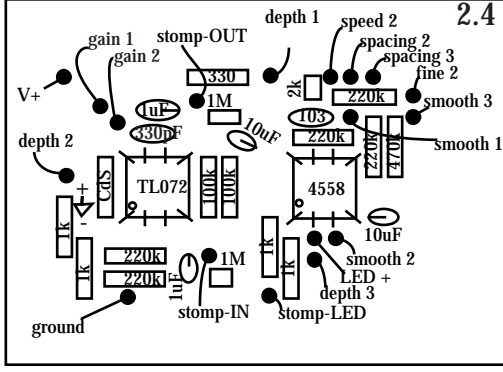 2.4
depth 1
speed 2
stomp-OUT
spacing 2
gain 1
gain 2
spacing 3
fine 2
V+
330
2k
220k
smooth 3
1uF
1M
103
330pF
10uF
220k
220k
470k
smooth 1
depth 2
CdS
TL072
100k
100k
4558
+
-
1k
1k
220k
220k
1uF
1M
1k
1k
10uF
smooth 2
LED +
depth 3
ground
stomp-IN
stomp-LED